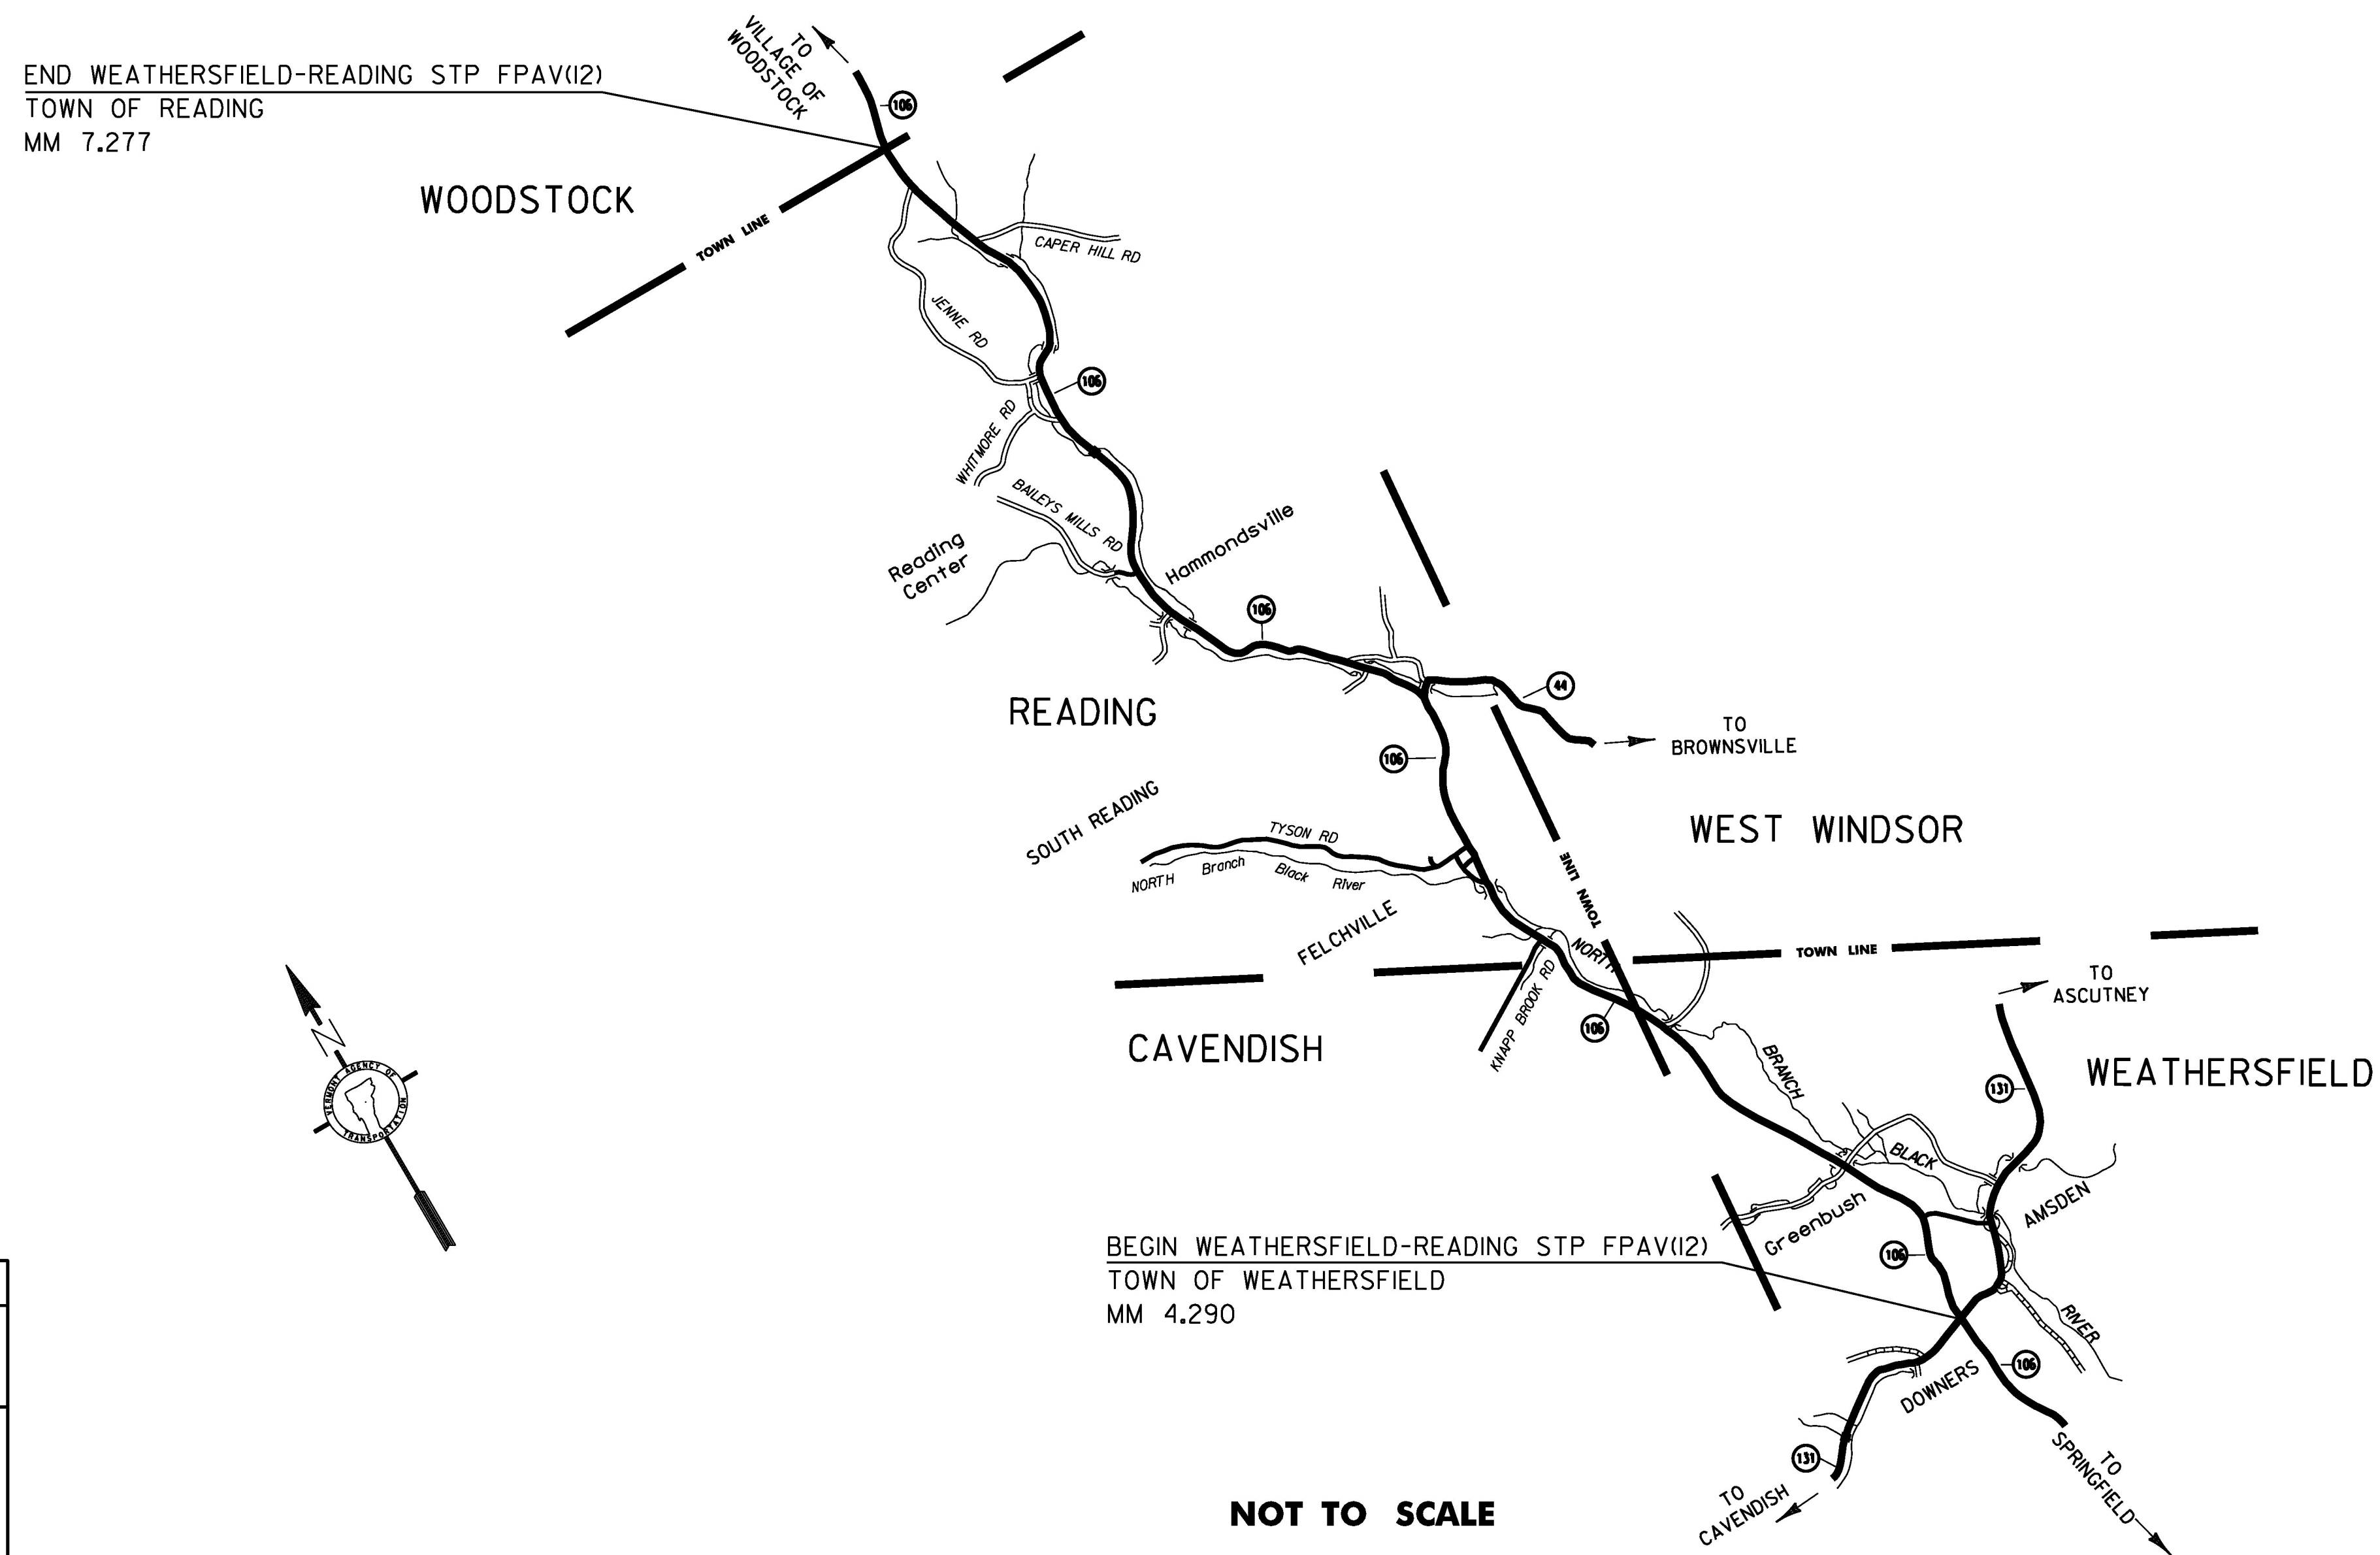 END WEATHERSFIELD-READING STP FPAV(12)
TOWN OF READING
MM 7.277
TO
VILLAGE OF
WOODSTOCK
106
WOODSTOCK
TOWN LINE
CAPER HILL RD
JENNE RD
106
WHITMORE RD
BAILEYS MILLS RD
Reading
Center
Hammondsville
106
READING
44
TO
BROWNSVILLE
106
SOUTH READING
TYSON RD
NORTH Branch Black River
WEST WINDSOR
TOWN LINE
FELCHVILLE
NORTH
TOWN LINE
KNAPP BROOK RD
106
CAVENDISH
TO
ASCUTNEY
BRANCH
131
WEATHERSFIELD
N
VERMONT AGENCY OF
TRANSPORTATION
BLACK
AMSDEN
Greenbush
106
BEGIN WEATHERSFIELD-READING STP FPAV(12)
TOWN OF WEATHERSFIELD
MM 4.290
RIVER
106
DOWNERS
131
TO
CAVENDISH
TO
SPRINGFIELD
NOT TO SCALE